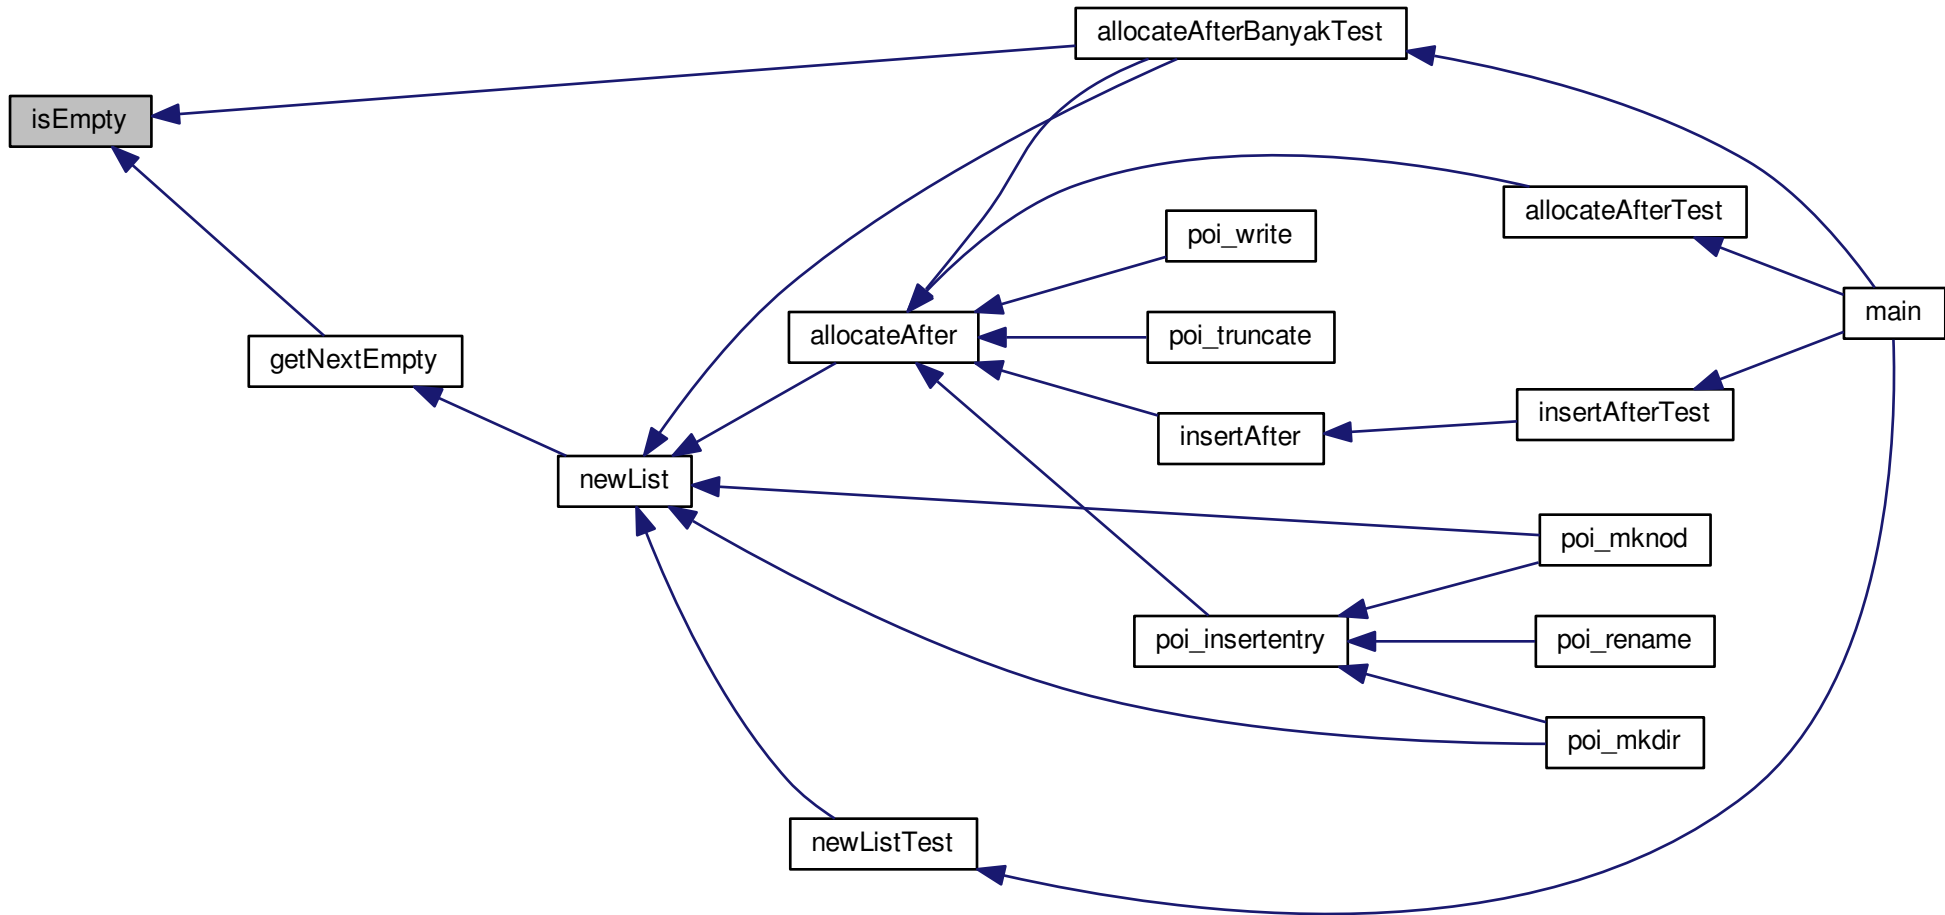 allocateAfterBanyakTest
isEmpty
allocateAfterTest
poi_write
main
allocateAfter
poi_truncate
getNextEmpty
insertAfterTest
insertAfter
newList
poi_mknod
poi_insertentry
poi_rename
poi_mkdir
newListTest